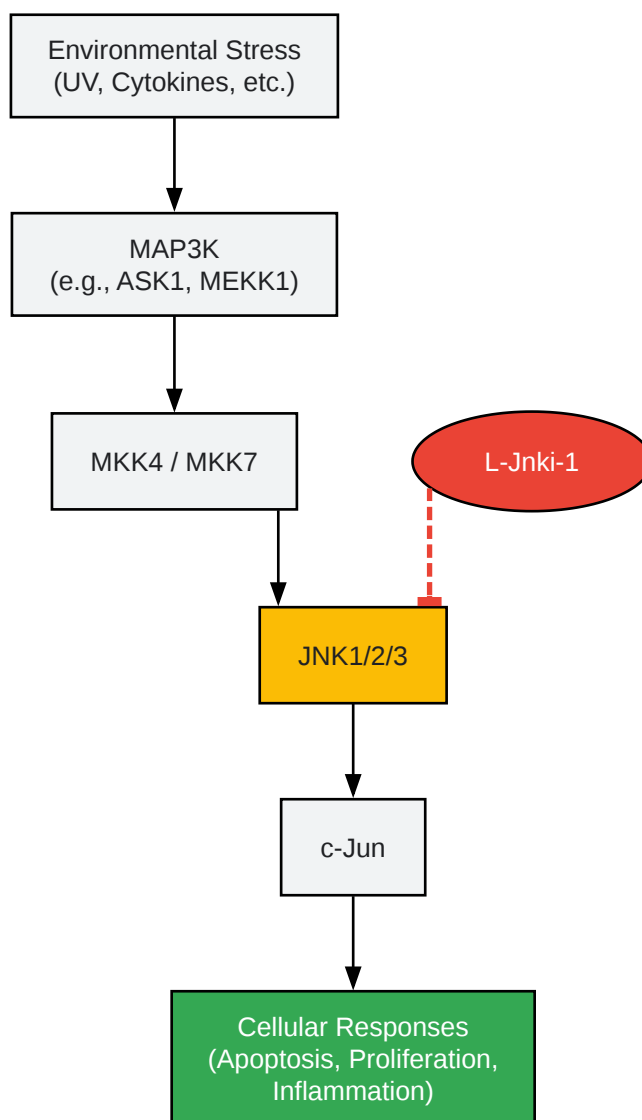 Environmental Stress
(UV, Cytokines, etc.)
MAP3K
(e.g., ASK1, MEKK1)
MKK4 / MKK7
L-Jnki-1
JNK1/2/3
c-Jun
Cellular Responses
(Apoptosis, Proliferation,
Inflammation)